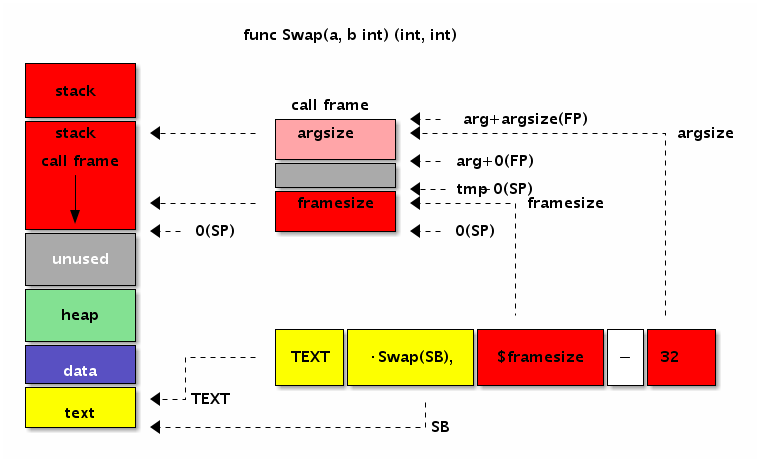 func Swap(a, b int) (int, int)
stack
call frame
arg+argsize(FP)
stack
argsize
argsize
call frame
arg+0(FP)
tmp-0(SP)
framesize
framesize
0(SP)
0(SP)
unused
heap
TEXT
·Swap(SB),
$framesize
-
32
data
TEXT
text
SB